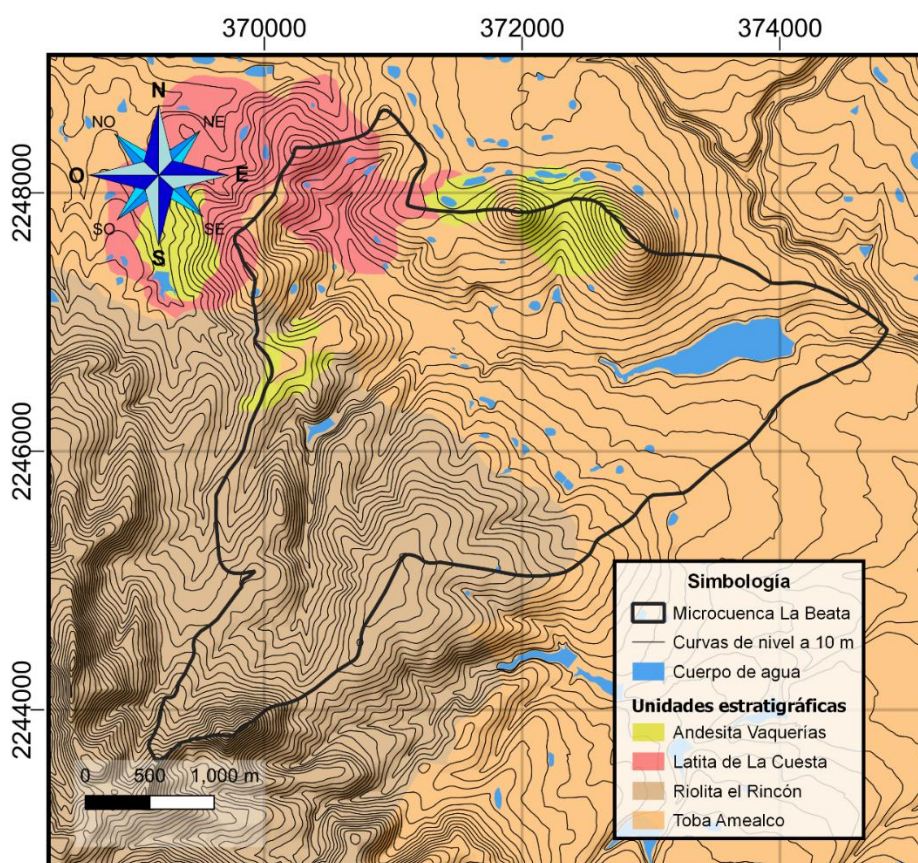 370000 372000 374000
N
NO NE
O E
SO SE
S
2248000
2246000
2244000
0 500 1,000 m
Simbología
Microcuenca La Beata
Curvas de nivel a 10 m
Cuerpo de agua
Unidades estratigráficas
Andesita Vaquerías
Latita de La Cuesta
Riolita el Rincón
Toba Amealco